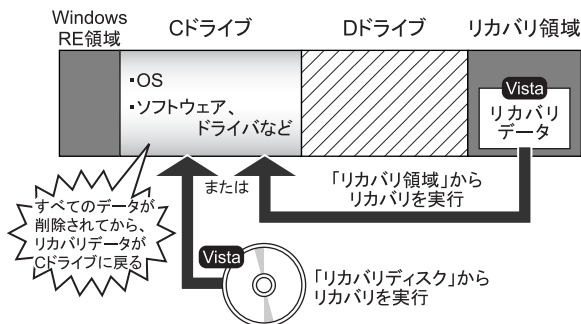 Windows
RE領域
Cドライブ
Dドライブ
リカバリ領域
・OS
・ソフトウェア、
ドライバなど
Vista
リカバリ
データ
すべてのデータが
削除されてから、
リカバリデータが
Cドライブに戻る
または
「リカバリ領域」から
リカバリを実行
Vista
「リカバリディスク」から
リカバリを実行